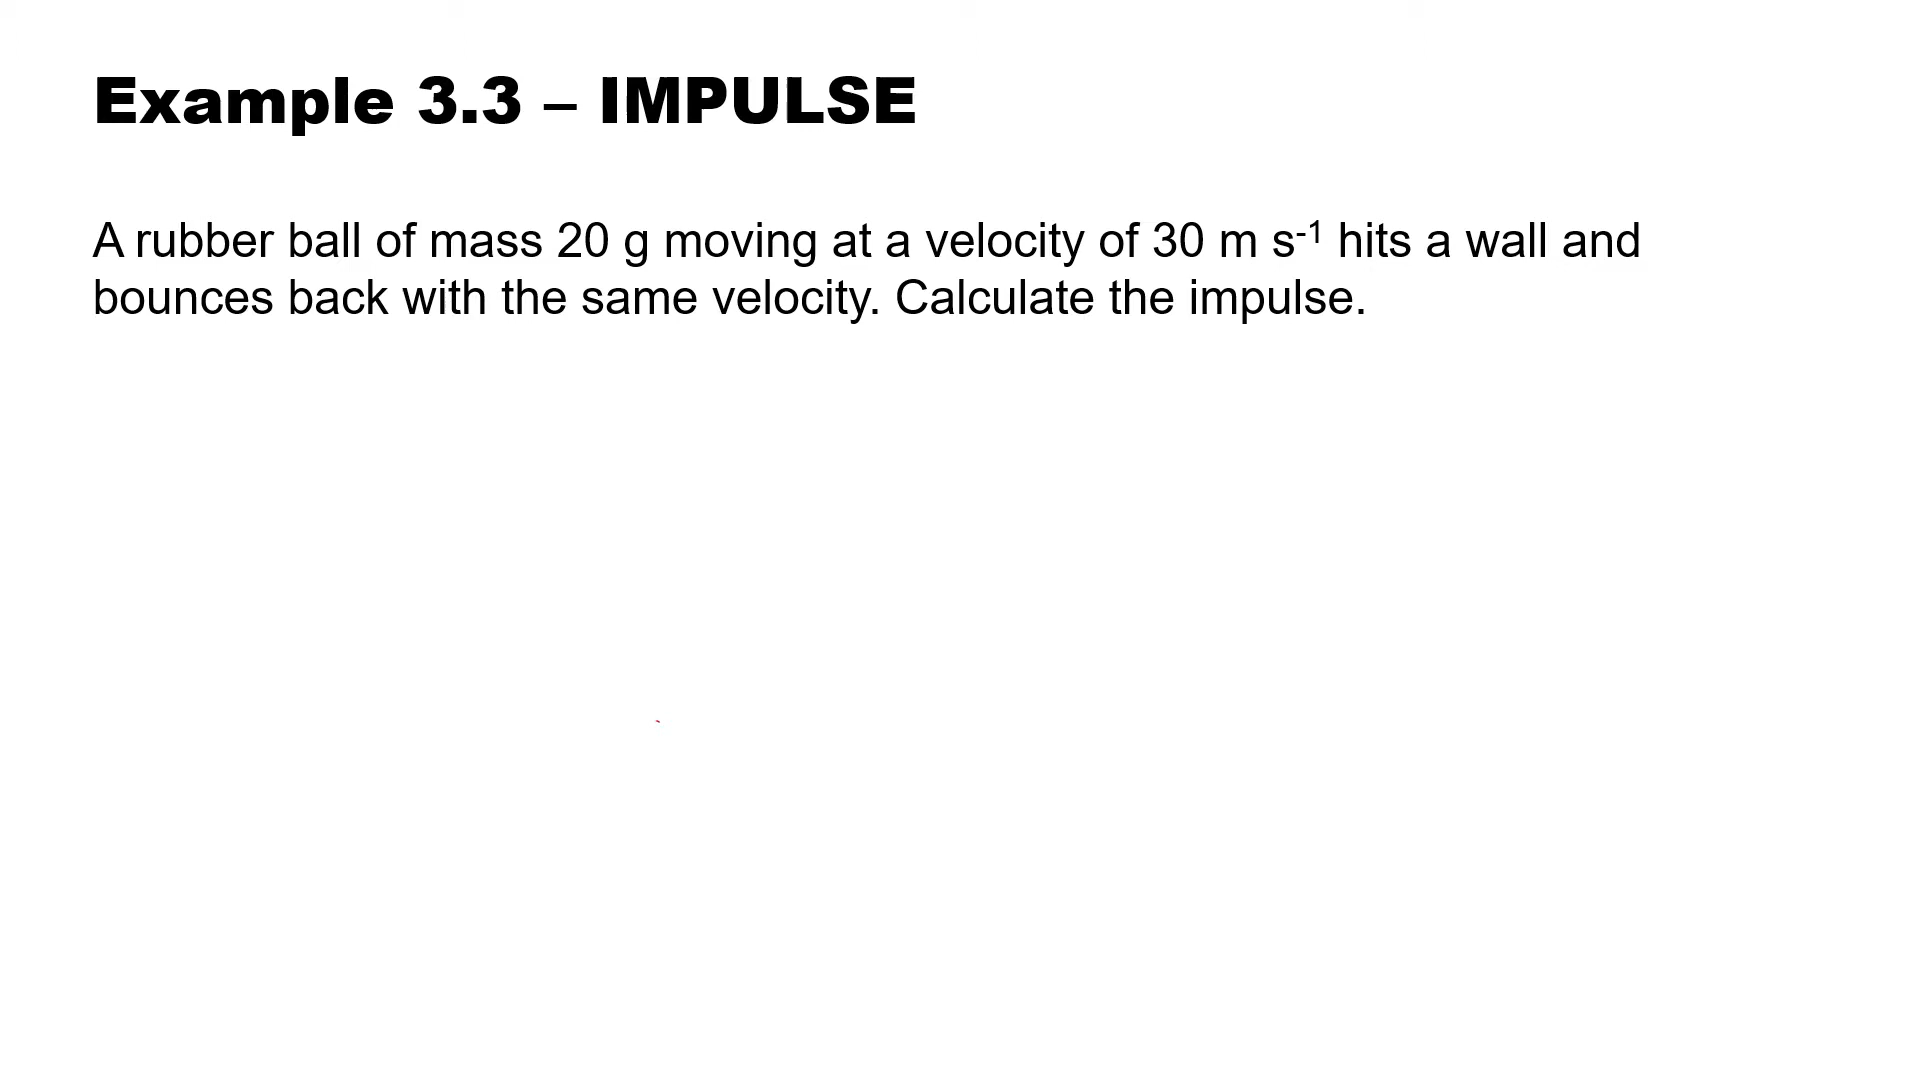 Example 3.3 – IMPULSE
A rubber ball of mass 20 g moving at a velocity of 30 m s⁻¹ hits a wall and
bounces back with the same velocity. Calculate the impulse.